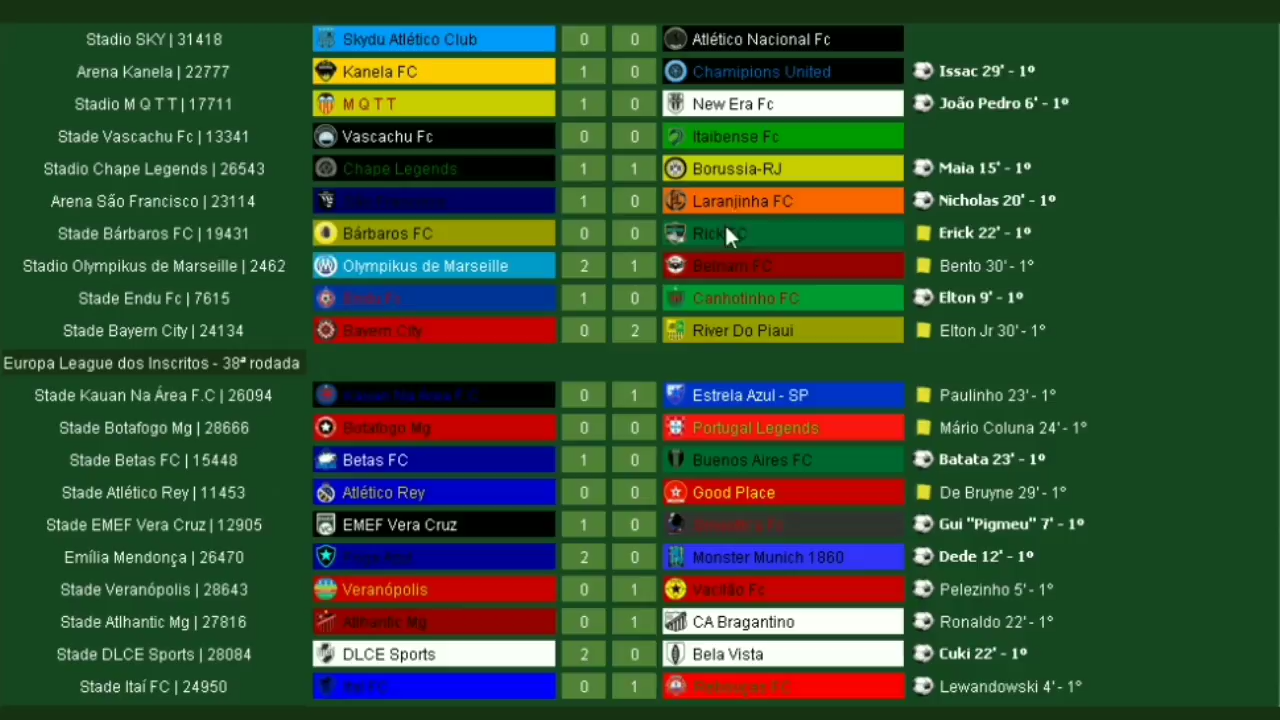 Stadio SKY | 31418 Skydu Atlético Club 0 0 Atlético Nacional Fc
Arena Kanela | 22777 Kanela FC 1 0 Chamipions United Issac 29' - 1º
Stadio M Q T T | 17711 M Q T T 1 0 New Era Fc João Pedro 6' - 1º
Stade Vascachu Fc | 13341 Vascachu Fc 0 0 Itaibense Fc
Stadio Chape Legends | 26543 Chape Legends 1 1 Borussia-RJ Maia 15' - 1º
Arena São Francisco | 23114 1 0 Laranjinha FC Nicholas 20' - 1º
Stade Bárbaros FC | 19431 Bárbaros FC 0 0 Erick 22' - 1º
Stadio Olympikus de Marseille | 2462 Olympikus de Marseille 2 1 Bento 30' - 1º
Stade Endu Fc | 7615 Endu Fc 1 0 Canhotinho FC Elton 9' - 1º
Stade Bayern City | 24134 Bayern City 0 2 River Do Piaui Elton Jr 30' - 1º
Europa League dos Inscritos - 38ª rodada
Stade Kauan Na Área F.C | 26094 Kauan Na Área F.C 0 1 Estrela Azul - SP Paulinho 23' - 1º
Stade Botafogo Mg | 28666 Botafogo Mg 0 0 Portugal Legends Mário Coluna 24' - 1º
Stade Betas FC | 15448 Betas FC 1 0 Buenos Aires FC Batata 23' - 1º
Stade Atlético Rey | 11453 Atlético Rey 0 0 Good Place De Bruyne 29' - 1º
Stade EMEF Vera Cruz | 12905 EMEF Vera Cruz 1 0 Gui "Pigmeu" 7' - 1º
Emília Mendonça | 26470 2 0 Monster Munich 1860 Dede 12' - 1º
Stade Veranópolis | 28643 Veranópolis 0 1 Vacilão Fc Pelezinho 5' - 1º
Stade Atlhantic Mg | 27816 Atlhantic Mg 0 1 CA Bragantino Ronaldo 22' - 1º
Stade DLCE Sports | 28084 DLCE Sports 2 0 Bela Vista Cuki 22' - 1º
Stade Itaí FC | 24950 Itaí FC 0 1 Lewandowski 4' - 1º